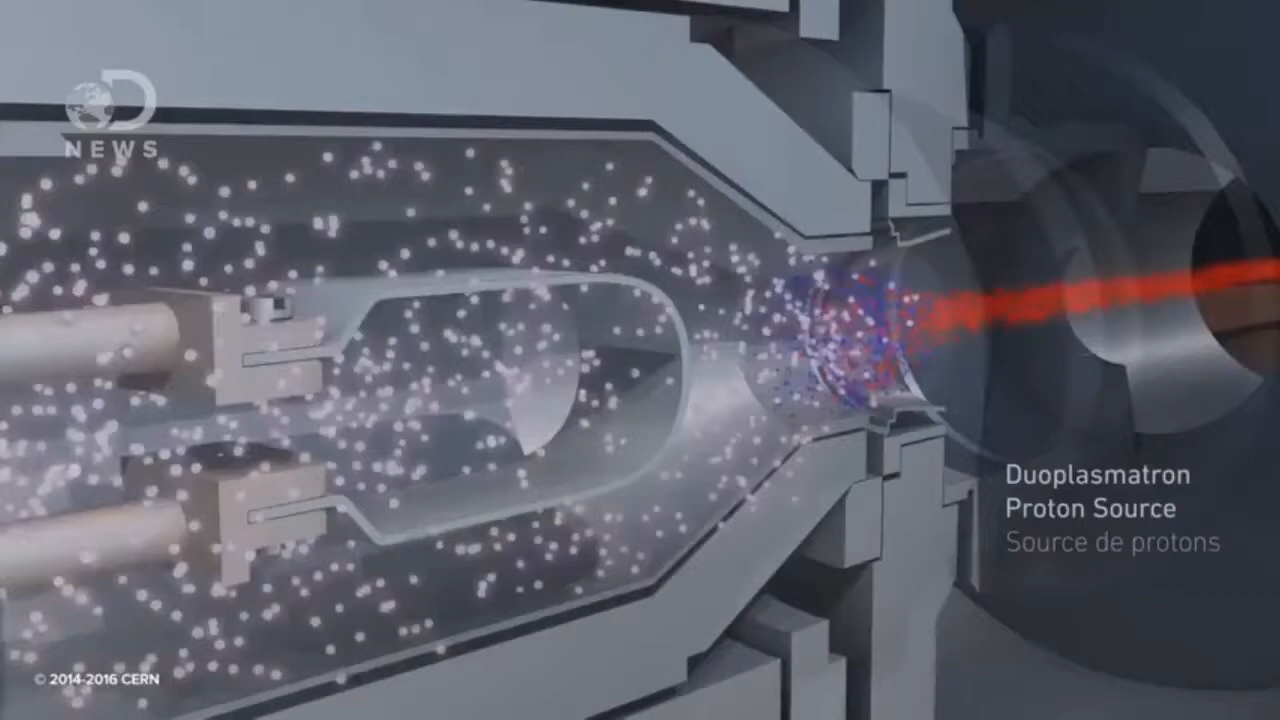 NEWS
Duoplasmatron
Proton Source
Source de protons
© 2014-2016 CERN